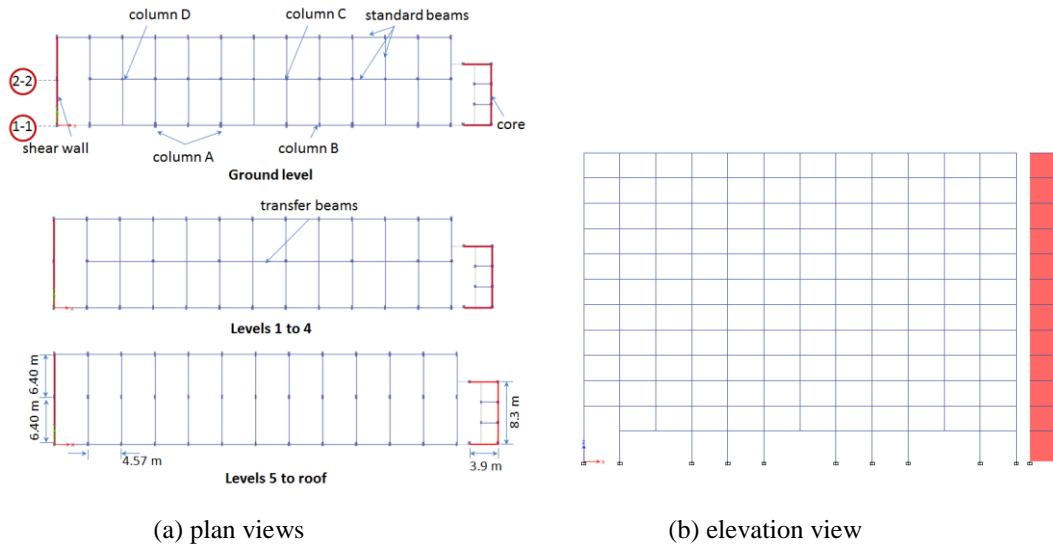 column D
column C
standard beams
2-2
1-1
shear wall
column A
column B
core
Ground level
transfer beams
Levels 1 to 4
6.40 m
6.40 m
4.57 m
8.3 m
3.9 m
Levels 5 to roof
(a) plan views
(b) elevation view